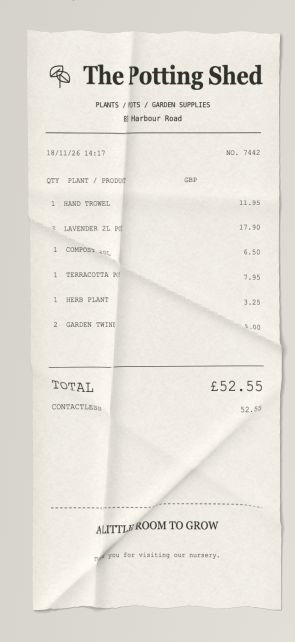 The Potting Shed
PLANTS / / GARDEN SUPPLIES
Harbour Road
18/11/26 14:17 NO. 7442
QTY PLANT / PRODUCT GBP
1 HAND TROWEL 11.95
LAVENDER 2L 17.90
1 COMPOST 6.50
1 TERRACOTTA 7.95
1 HERB PLANT 3.25
2 GARDEN TWINE
TOTAL £52.55
CONTACTLESS 52.55
A LITTLE ROOM TO GROW
you for visiting our nursery.